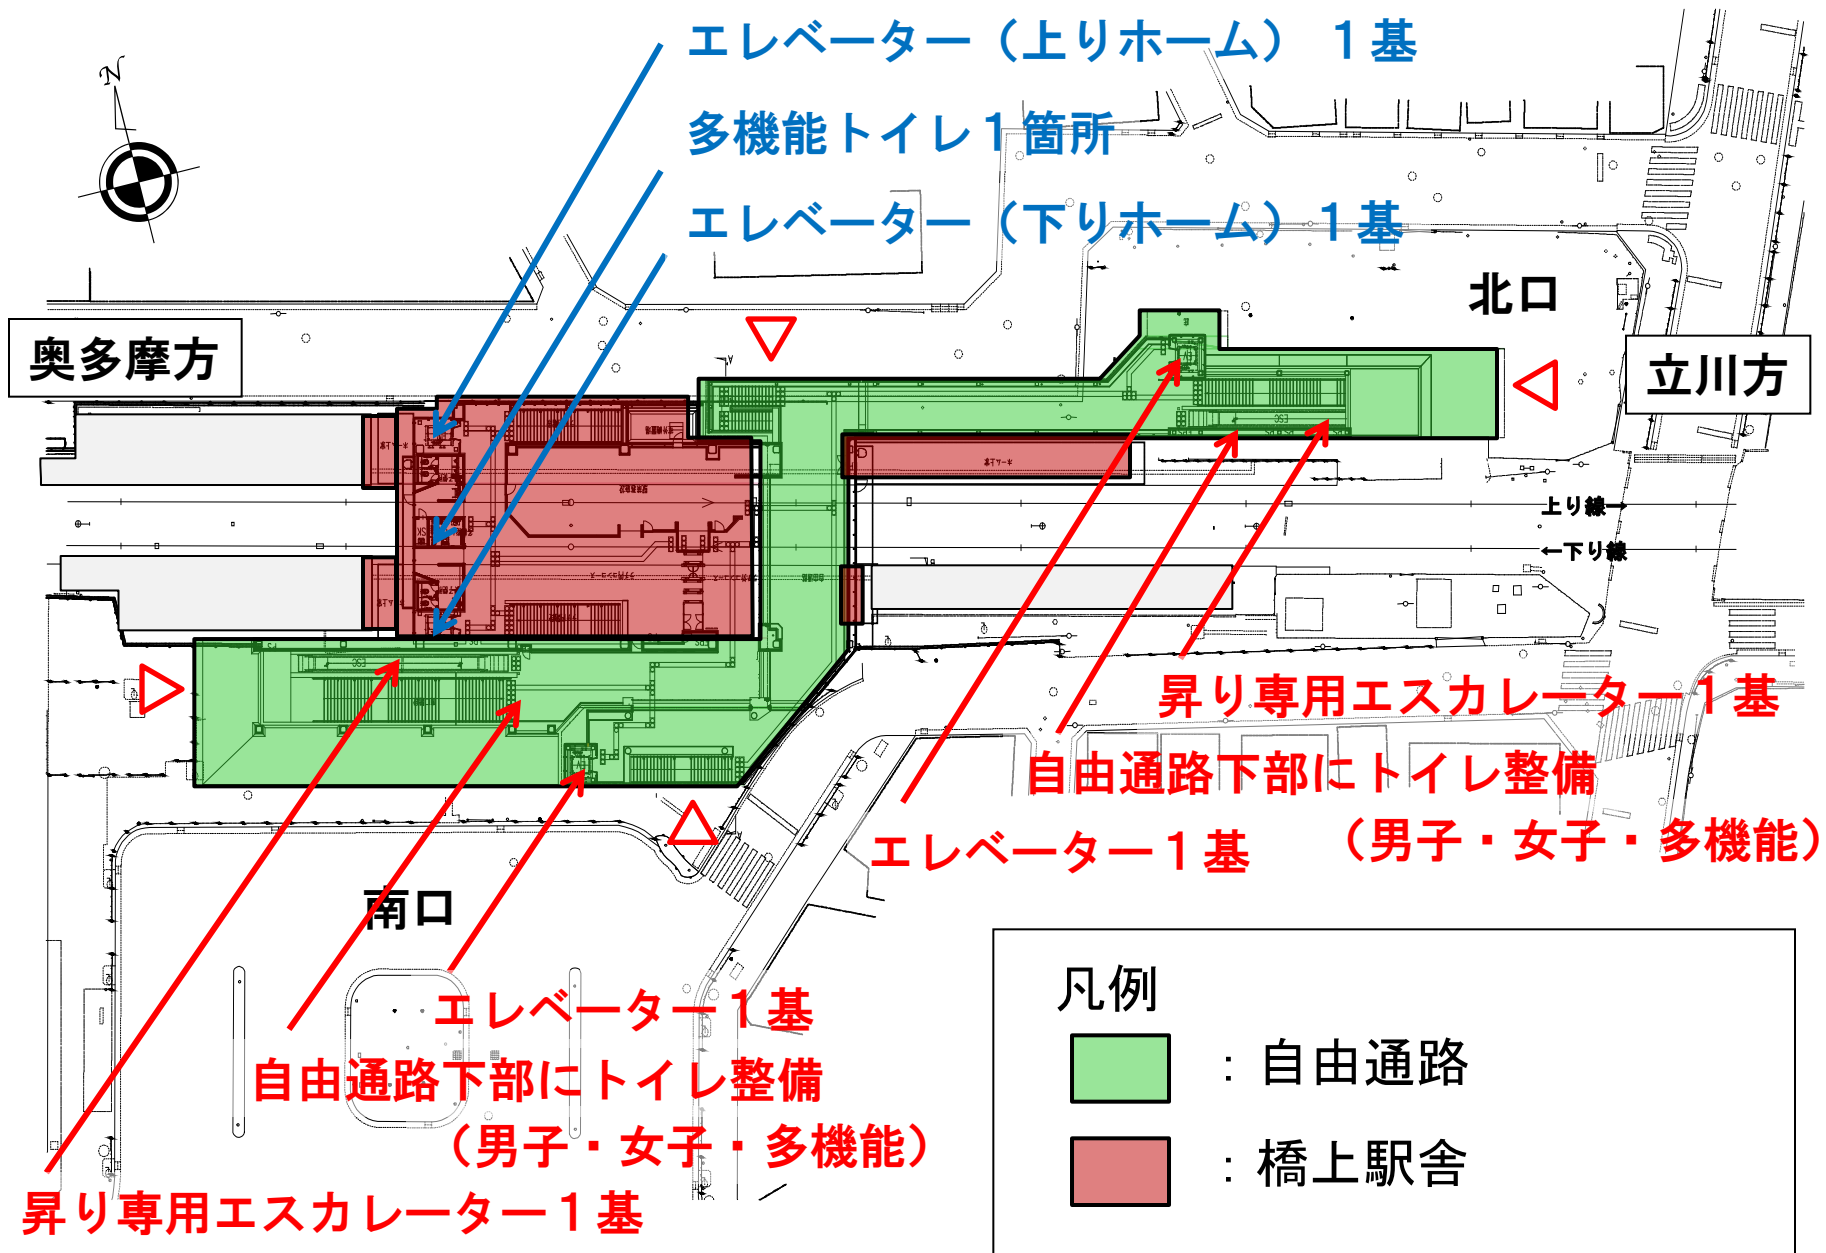 N
エレベーター（上りホーム） １基
多機能トイレ１箇所
エレベーター（下りホーム）１基
北口
奥多摩方
立川方
上り線→
←下り線
昇り専用エスカレーター１基
自由通路下部にトイレ整備
（男子・女子・多機能）
エレベーター１基
南口
エレベーター１基
自由通路下部にトイレ整備
（男子・女子・多機能）
昇り専用エスカレーター１基
凡例
：自由通路
：橋上駅舎